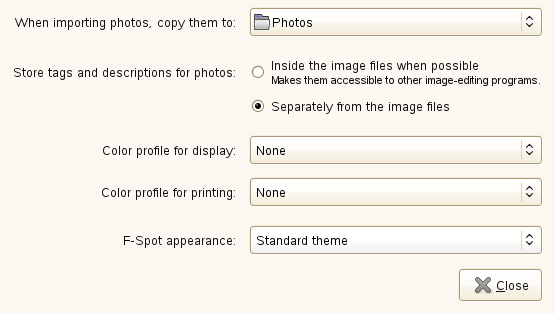 When importing photos, copy them to: Photos
Store tags and descriptions for photos: Inside the image files when possible
Makes them accessible to other image-editing programs.
Separately from the image files
Color profile for display: None
Color profile for printing: None
F-Spot appearance: Standard theme
Close